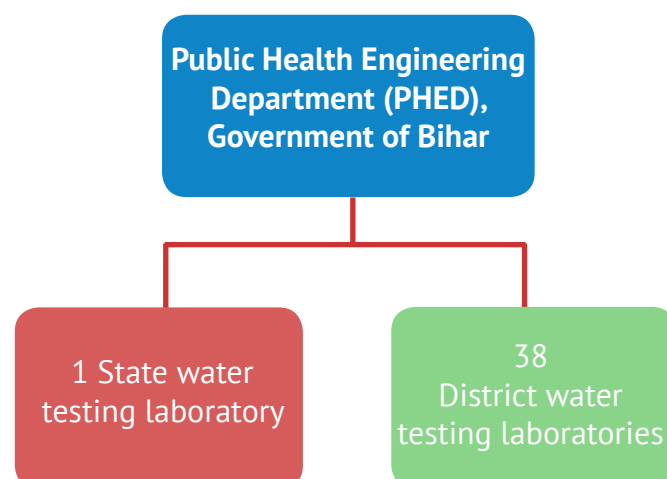 Public Health Engineering
Department (PHED),
Government of Bihar
1 State water
testing laboratory
38
District water
testing laboratories